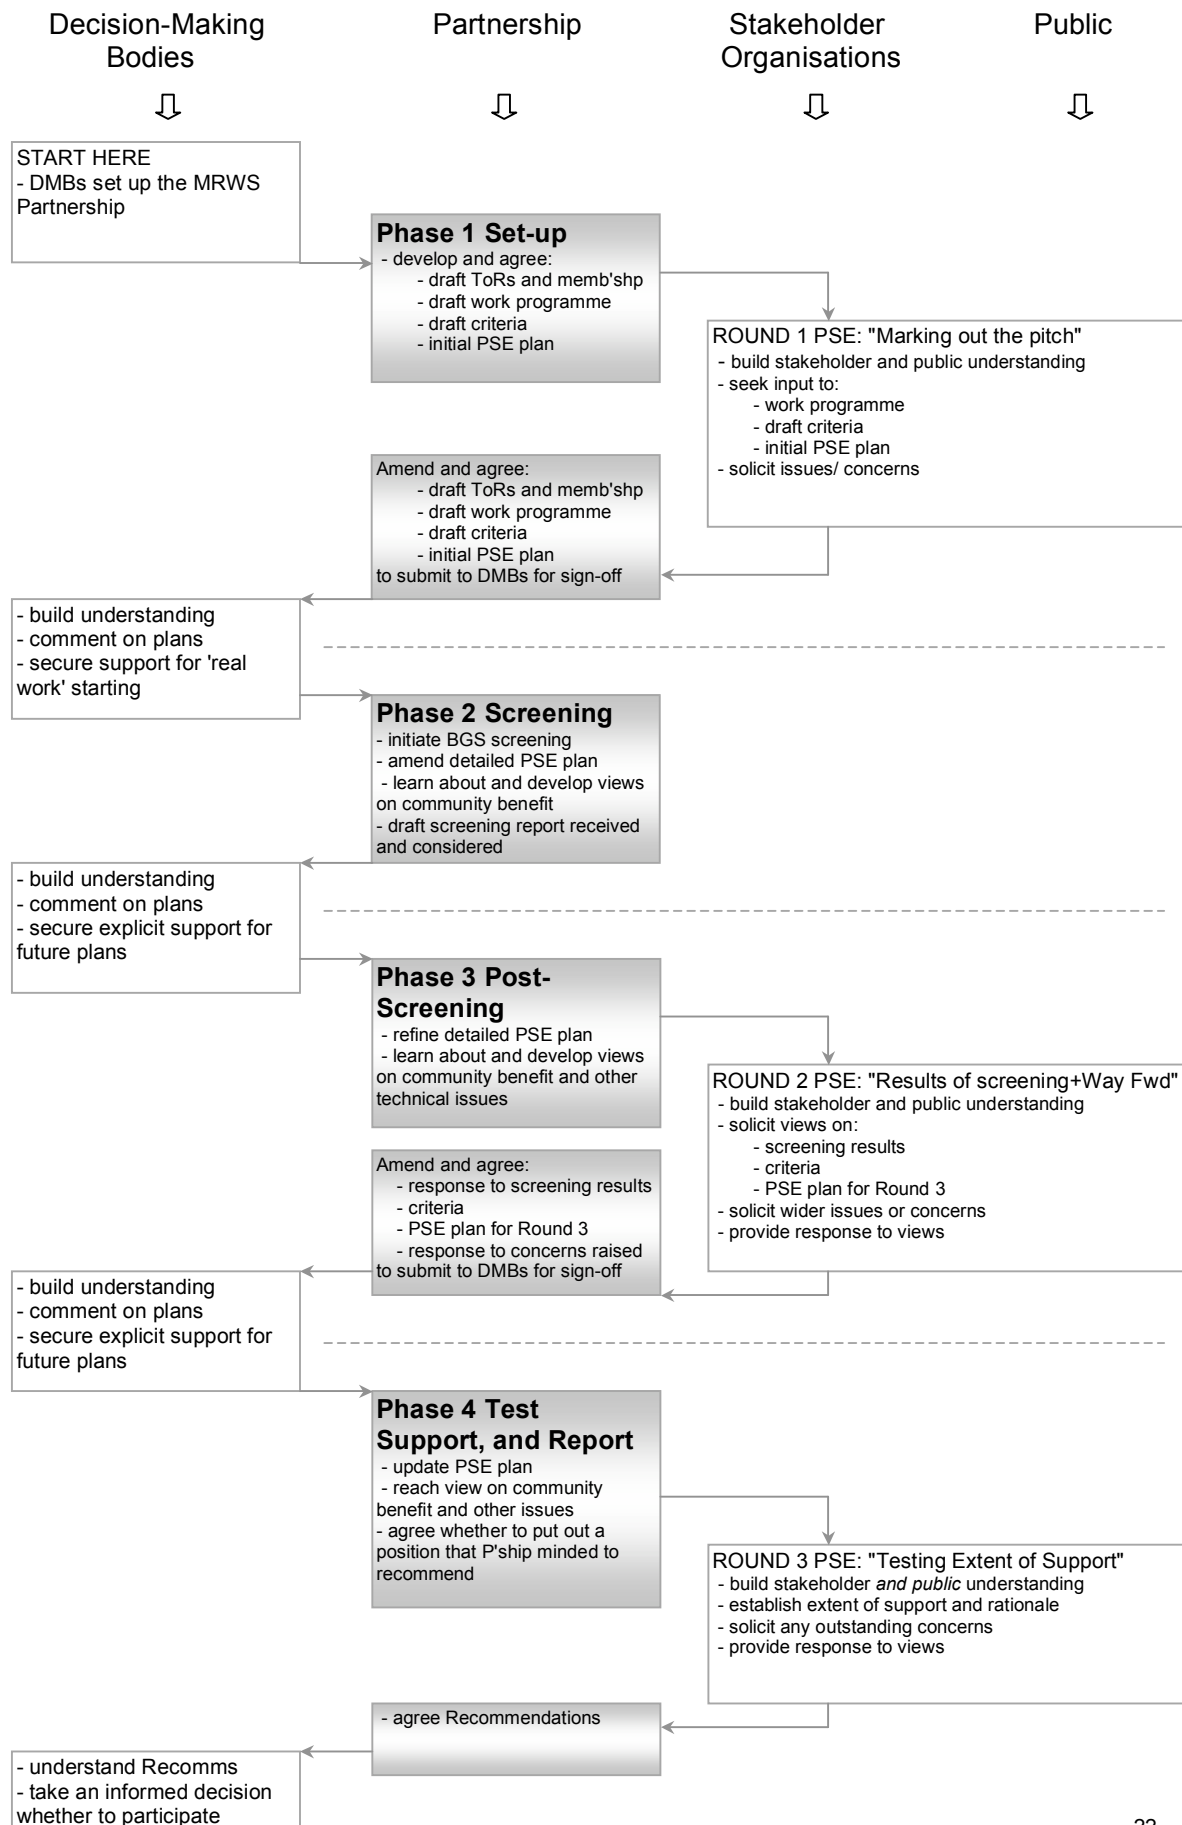 Decision-Making
Bodies
Partnership
Stakeholder
Organisations
Public
START HERE
- DMBs set up the MRWS
Partnership
Phase 1 Set-up
- develop and agree:
- draft ToRs and memb'shp
- draft work programme
- draft criteria
- initial PSE plan
ROUND 1 PSE: "Marking out the pitch"
- build stakeholder and public understanding
- seek input to:
- work programme
- draft criteria
- initial PSE plan
- solicit issues/ concerns
Amend and agree:
- draft ToRs and memb'shp
- draft work programme
- draft criteria
- initial PSE plan
to submit to DMBs for sign-off
- build understanding
- comment on plans
- secure support for 'real
work' starting
Phase 2 Screening
- initiate BGS screening
- amend detailed PSE plan
- learn about and develop views
on community benefit
- draft screening report received
and considered
- build understanding
- comment on plans
- secure explicit support for
future plans
Phase 3 Post-
Screening
- refine detailed PSE plan
- learn about and develop views
on community benefit and other
technical issues
ROUND 2 PSE: "Results of screening+Way Fwd"
- build stakeholder and public understanding
- solicit views on:
- screening results
- criteria
- PSE plan for Round 3
- solicit wider issues or concerns
- provide response to views
Amend and agree:
- response to screening results
- criteria
- PSE plan for Round 3
- response to concerns raised
to submit to DMBs for sign-off
- build understanding
- comment on plans
- secure explicit support for
future plans
Phase 4 Test
Support, and Report
- update PSE plan
- reach view on community
benefit and other issues
- agree whether to put out a
position that P'ship minded to
recommend
ROUND 3 PSE: "Testing Extent of Support"
- build stakeholder and public understanding
- establish extent of support and rationale
- solicit any outstanding concerns
- provide response to views
- agree Recommendations
- understand Recomms
- take an informed decision
whether to participate